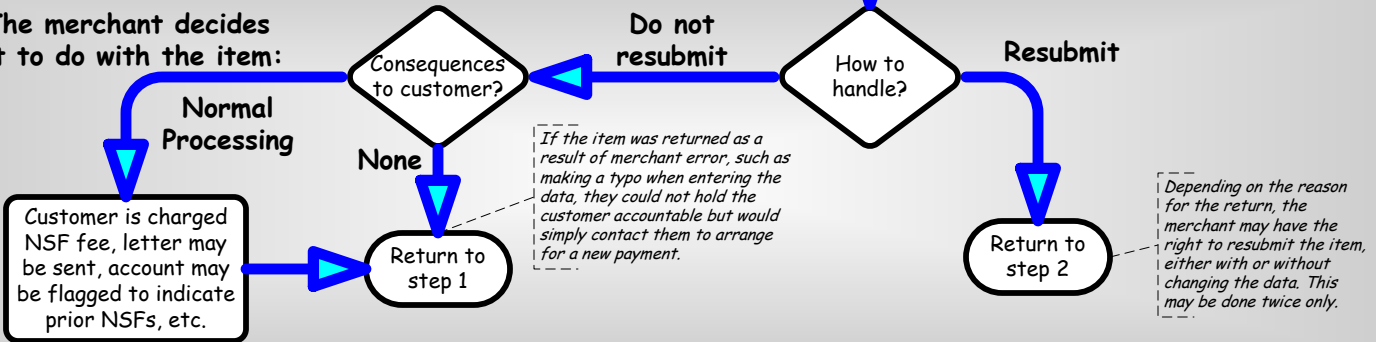 The merchant decides
t to do with the item:
Consequences
to customer?
Do not
resubmit
How to
handle?
Resubmit
Normal
Processing
None
If the item was returned as a
result of merchant error, such as
making a typo when entering the
data, they could not hold the
customer accountable but would
simply contact them to arrange
for a new payment.
Depending on the reason
for the return, the
merchant may have the
right to resubmit the item,
either with or without
changing the data. This
may be done twice only.
Customer is charged
NSF fee, letter may
be sent, account may
be flagged to indicate
prior NSFs, etc.
Return to
step 1
Return to
step 2